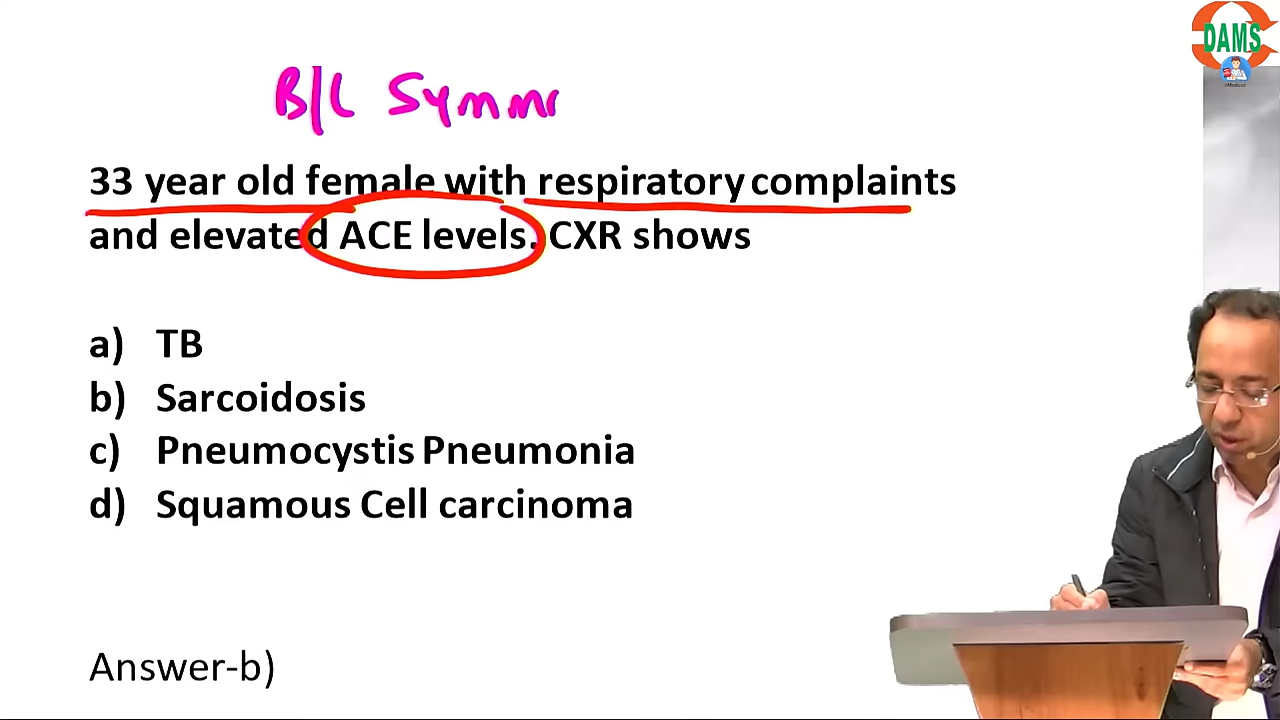 DAMS
B/L Symm
33 year old female with respiratory complaints
and elevated ACE levels. CXR shows
a) TB
b) Sarcoidosis
c) Pneumocystis Pneumonia
d) Squamous Cell carcinoma
Answer-b)